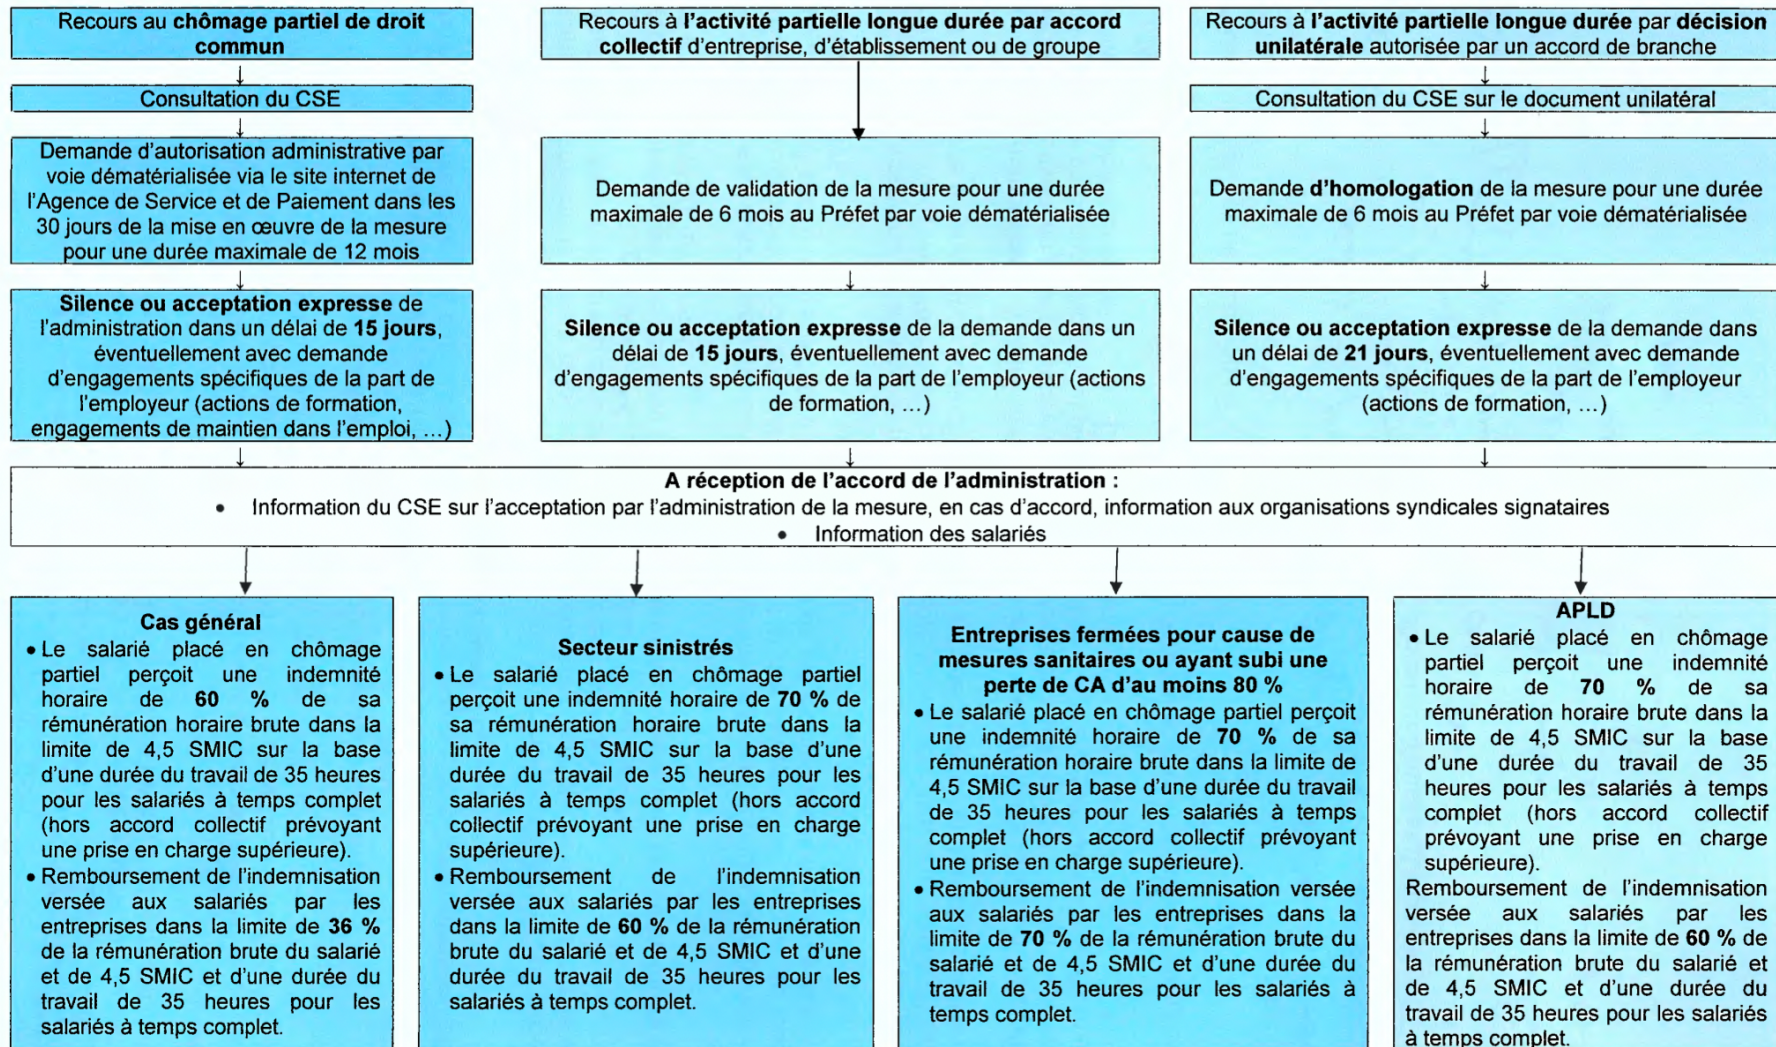 Recours au chômage partiel de droit
commun
Recours à l'activité partielle longue durée par accord
collectif d'entreprise, d'établissement ou de groupe
Recours à l'activité partielle longue durée par décision
unilatérale autorisée par un accord de branche
Consultation du CSE
Consultation du CSE sur le document unilatéral
Demande d'autorisation administrative par
voie dématérialisée via le site internet de
l'Agence de Service et de Paiement dans les
30 jours de la mise en œuvre de la mesure
pour une durée maximale de 12 mois
Demande de validation de la mesure pour une durée
maximale de 6 mois au Préfet par voie dématérialisée
Demande d'homologation de la mesure pour une durée
maximale de 6 mois au Préfet par voie dématérialisée
Silence ou acceptation expresse de
l'administration dans un délai de 15 jours,
éventuellement avec demande
d'engagements spécifiques de la part de
l'employeur (actions de formation,
engagements de maintien dans l'emploi, …)
Silence ou acceptation expresse de la demande dans un
délai de 15 jours, éventuellement avec demande
d'engagements spécifiques de la part de l'employeur (actions
de formation, …)
Silence ou acceptation expresse de la demande dans
un délai de 21 jours, éventuellement avec demande
d'engagements spécifiques de la part de l'employeur
(actions de formation, …)
A réception de l'accord de l'administration :
• Information du CSE sur l'acceptation par l'administration de la mesure, en cas d'accord, information aux organisations syndicales signataires
• Information des salariés
Cas général
• Le salarié placé en chômage
partiel perçoit une indemnité
horaire de 60 % de sa
rémunération horaire brute dans la
limite de 4,5 SMIC sur la base
d'une durée du travail de 35 heures
pour les salariés à temps complet
(hors accord collectif prévoyant
une prise en charge supérieure).
• Remboursement de l'indemnisation
versée aux salariés par les
entreprises dans la limite de 36 %
de la rémunération brute du salarié
et de 4,5 SMIC et d'une durée du
travail de 35 heures pour les
salariés à temps complet.
Secteur sinistrés
• Le salarié placé en chômage partiel
perçoit une indemnité horaire de 70 % de
sa rémunération horaire brute dans la
limite de 4,5 SMIC sur la base d'une
durée du travail de 35 heures pour les
salariés à temps complet (hors accord
collectif prévoyant une prise en charge
supérieure).
• Remboursement de l'indemnisation
versée aux salariés par les entreprises
dans la limite de 60 % de la rémunération
brute du salarié et de 4,5 SMIC et d'une
durée du travail de 35 heures pour les
salariés à temps complet.
Entreprises fermées pour cause de
mesures sanitaires ou ayant subi une
perte de CA d'au moins 80 %
• Le salarié placé en chômage partiel perçoit
une indemnité horaire de 70 % de sa
rémunération horaire brute dans la limite de
4,5 SMIC sur la base d'une durée du travail
de 35 heures pour les salariés à temps
complet (hors accord collectif prévoyant
une prise en charge supérieure).
• Remboursement de l'indemnisation versée
aux salariés par les entreprises dans la
limite de 70 % de la rémunération brute du
salarié et de 4,5 SMIC et d'une durée du
travail de 35 heures pour les salariés à
temps complet.
APLD
• Le salarié placé en chômage
partiel perçoit une indemnité
horaire de 70 % de sa
rémunération horaire brute dans la
limite de 4,5 SMIC sur la base
d'une durée du travail de 35
heures pour les salariés à temps
complet (hors accord collectif
prévoyant une prise en charge
supérieure).
Remboursement de l'indemnisation
versée aux salariés par les
entreprises dans la limite de 60 % de
la rémunération brute du salarié et
de 4,5 SMIC et d'une durée du
travail de 35 heures pour les salariés
à temps complet.